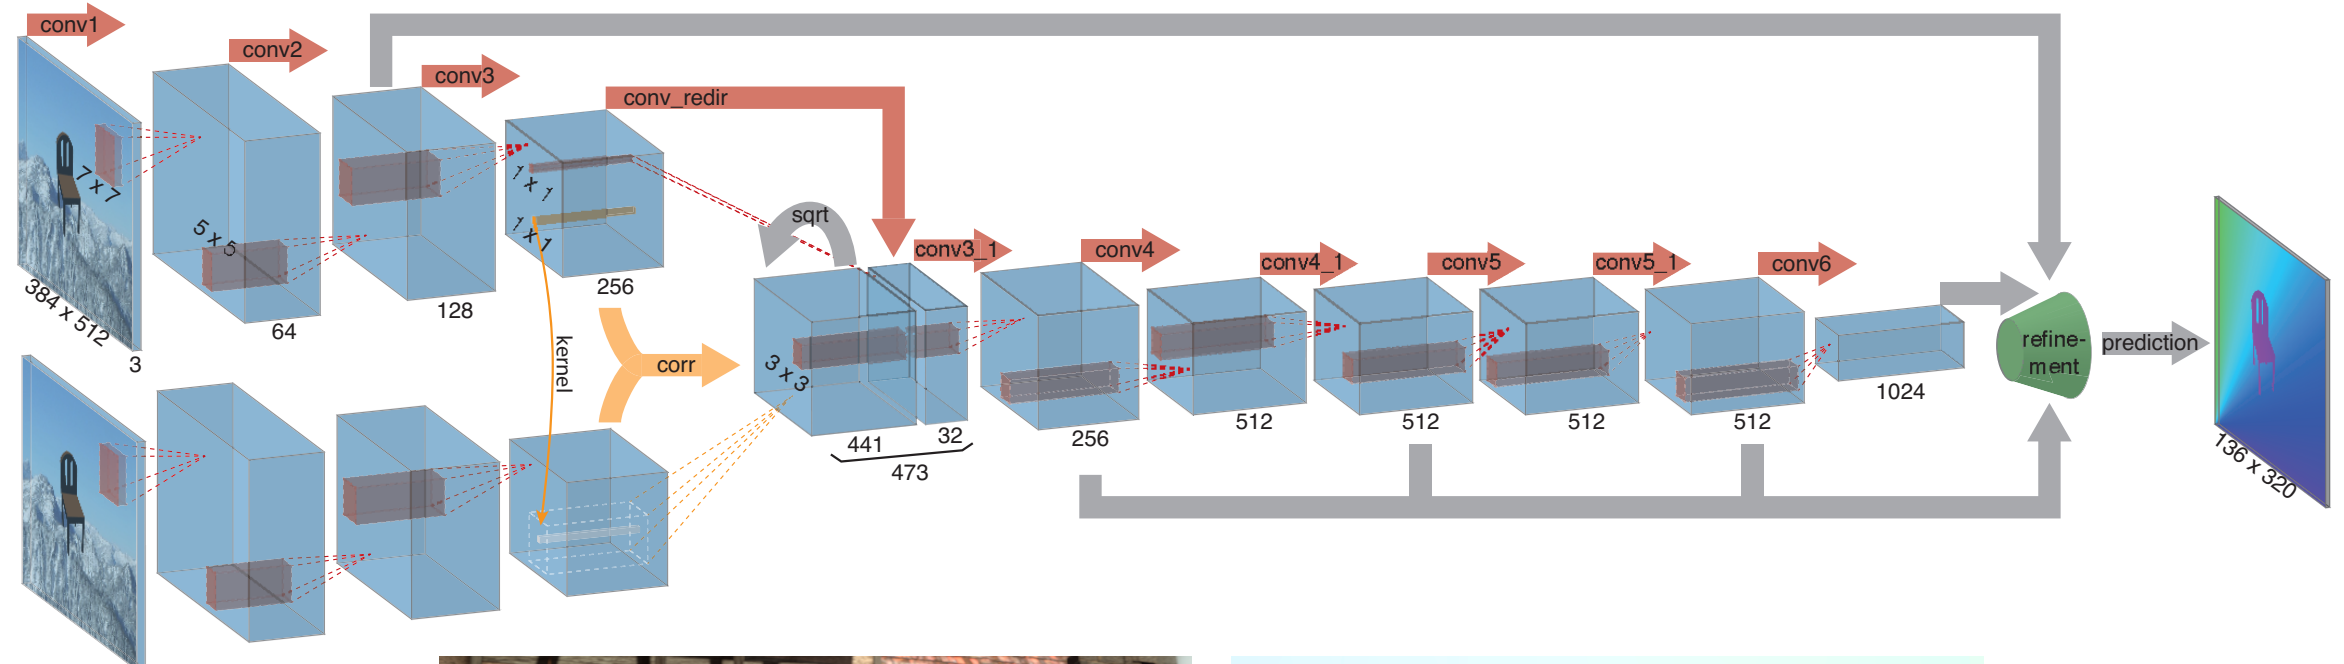 conv1
conv2
conv3
conv_redir
sqrt
conv3_1
conv4
conv4_1
conv5
conv5_1
conv6
7 x 7
5 x 5
1 x 1
1 x 1
3 x 3
384 x 512
3
64
128
256
kernel
corr
441
32
473
256
512
512
512
512
1024
refine-
ment
prediction
136 x 320